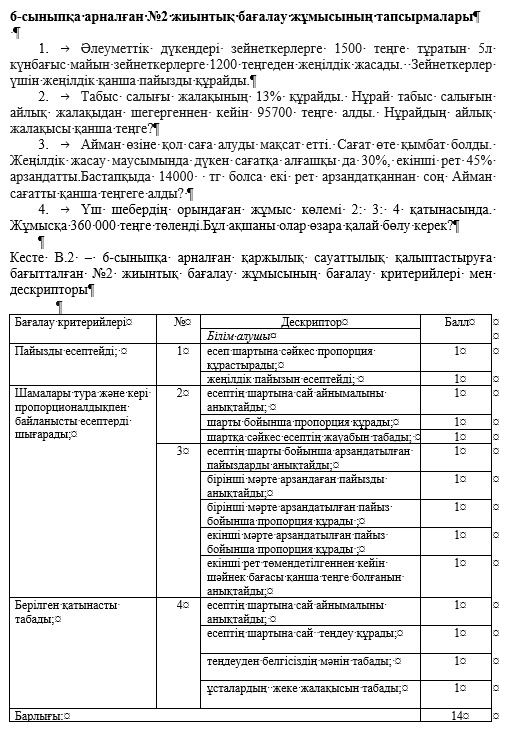 6-сыныпқа арналған №2 жиынтық бағалау жұмысының тапсырмалары
1. Әлеуметтік дүкендері зейнеткерлерге 1500 теңге тұратын 5л
күнбағыс майын зейнеткерлерге 1200 теңгеден жеңілдік жасады. Зейнеткерлер
үшін жеңілдік қанша пайызды құрайды.
2. Табыс салығы жалақының 13% құрайды. Нұрай табыс салығын
айлық жалақыдан шегергеннен кейін 95700 теңге алды. Нұрайдың айлық
жалақысы қанша теңге?
3. Айман өзіне қол саға алуды мақсат етті. Сағат өте қымбат болды.
Жеңілдік жасау маусымында дүкен сағатқа алғашқы да 30%, екінші рет 45%
арзандатты.Бастапқыда 14000 тг болса екі рет арзандатқаннан соң Айман
сағатты қанша теңгеге алды?
4. Үш шебердің орындаған жұмыс көлемі 2: 3: 4 қатынасында.
Жұмысқа 360 000 теңге төленді.Бұл ақшаны олар өзара қалай бөлу керек?
Кесте В.2 – 6-сыныпқа арналған қаржылық сауаттылық қалыптастыруға
бағытталған №2 жиынтық бағалау жұмысының бағалау критерийлері мен
дескрипторы
Бағалау критерийлері № Дескриптор Балл
Білім алушы
Пайызды есептейді; 1 есеп шартына сәйкес пропорция 1
құрастырады;
жеңілдік пайызын есептейді; 1
Шамалары тура және кері 2 есептің шартына сай айнымалыны 1
пропорционалдықпен анықтайды;
байланысты есептерді шарты бойынша пропорция құрады; 1
шығарады; шартқа сәйкес есептің жауабын табады; 1
3 есептің шарты бойынша арзандатылған 1
пайыздарды анықтайды;
бірінші мәрте арзандаған пайызды 1
анықтайды;
бірінші мәрте арзандатылған пайыз 1
бойынша пропорция құрады ;
екінші мәрте арзандатылған пайыз 1
бойынша пропорция құрады ;
екінші рет төмендетілгеннен кейін 1
шәйнек бағасы қанша теңге болғанын
анықтайды;
Берілген қатынасты 4 есептің шартына сай айнымалыны 1
табады; анықтайды;
есептің шартына сай теңдеу құрады; 1
теңдеуден белгісіздің мәнін табады; 1
ұсталардың жеке жалақысын табады; 1
Барлығы: 14